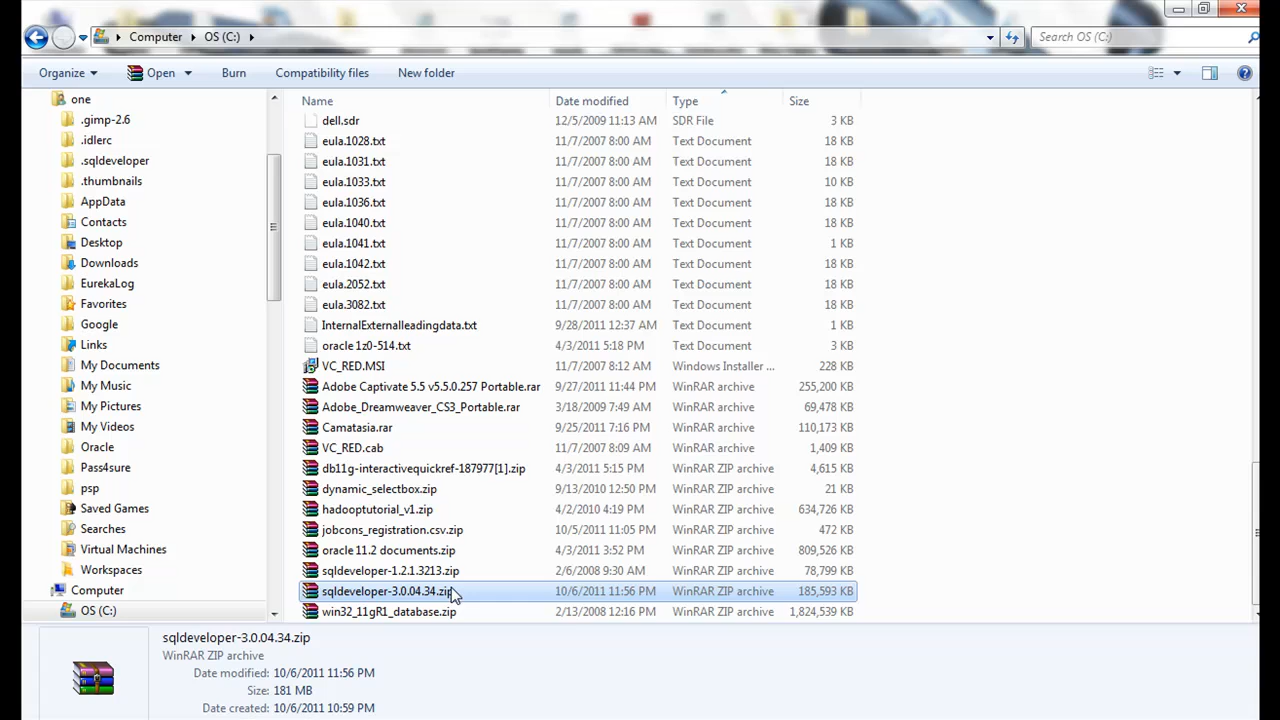 Computer OS (C:) Search OS (C:)
Organize Open Burn Compatibility files New folder
one
.gimp-2.6
.idlerc
.sqldeveloper
.thumbnails
AppData
Contacts
Desktop
Downloads
EurekaLog
Favorites
Google
Links
My Documents
My Music
My Pictures
My Videos
Oracle
Pass4sure
psp
Saved Games
Searches
Virtual Machines
Workspaces
Computer
OS (C:)
Name Date modified Type Size
dell.sdr 12/5/2009 11:13 AM SDR File 3 KB
eula.1028.txt 11/7/2007 8:00 AM Text Document 18 KB
eula.1031.txt 11/7/2007 8:00 AM Text Document 18 KB
eula.1033.txt 11/7/2007 8:00 AM Text Document 10 KB
eula.1036.txt 11/7/2007 8:00 AM Text Document 18 KB
eula.1040.txt 11/7/2007 8:00 AM Text Document 18 KB
eula.1041.txt 11/7/2007 8:00 AM Text Document 1 KB
eula.1042.txt 11/7/2007 8:00 AM Text Document 18 KB
eula.2052.txt 11/7/2007 8:00 AM Text Document 18 KB
eula.3082.txt 11/7/2007 8:00 AM Text Document 18 KB
InternalExternalleadingdata.txt 9/28/2011 12:37 AM Text Document 1 KB
oracle 1z0-514.txt 4/3/2011 5:18 PM Text Document 3 KB
VC_RED.MSI 11/7/2007 8:12 AM Windows Installer ... 228 KB
Adobe Captivate 5.5 v5.5.0.257 Portable.rar 9/27/2011 11:44 PM WinRAR archive 255,200 KB
Adobe_Dreamweaver_CS3_Portable.rar 3/18/2009 7:49 AM WinRAR archive 69,478 KB
Camatasia.rar 9/25/2011 7:16 PM WinRAR archive 110,173 KB
VC_RED.cab 11/7/2007 8:09 AM WinRAR archive 1,409 KB
db11g-interactivequickref-187977[1].zip 4/3/2011 5:15 PM WinRAR ZIP archive 4,615 KB
dynamic_selectbox.zip 9/13/2010 12:50 PM WinRAR ZIP archive 21 KB
hadooptutorial_v1.zip 4/2/2010 4:19 PM WinRAR ZIP archive 634,726 KB
jobcons_registration.csv.zip 10/5/2011 11:05 PM WinRAR ZIP archive 472 KB
oracle 11.2 documents.zip 4/3/2011 3:52 PM WinRAR ZIP archive 809,526 KB
sqldeveloper-1.2.1.3213.zip 2/6/2008 9:30 AM WinRAR ZIP archive 78,799 KB
sqldeveloper-3.0.04.34.zip 10/6/2011 11:56 PM WinRAR ZIP archive 185,593 KB
win32_11gR1_database.zip 2/13/2008 12:16 PM WinRAR ZIP archive 1,824,539 KB
sqldeveloper-3.0.04.34.zip
WinRAR ZIP archive
Date modified: 10/6/2011 11:56 PM
Size: 181 MB
Date created: 10/6/2011 10:59 PM